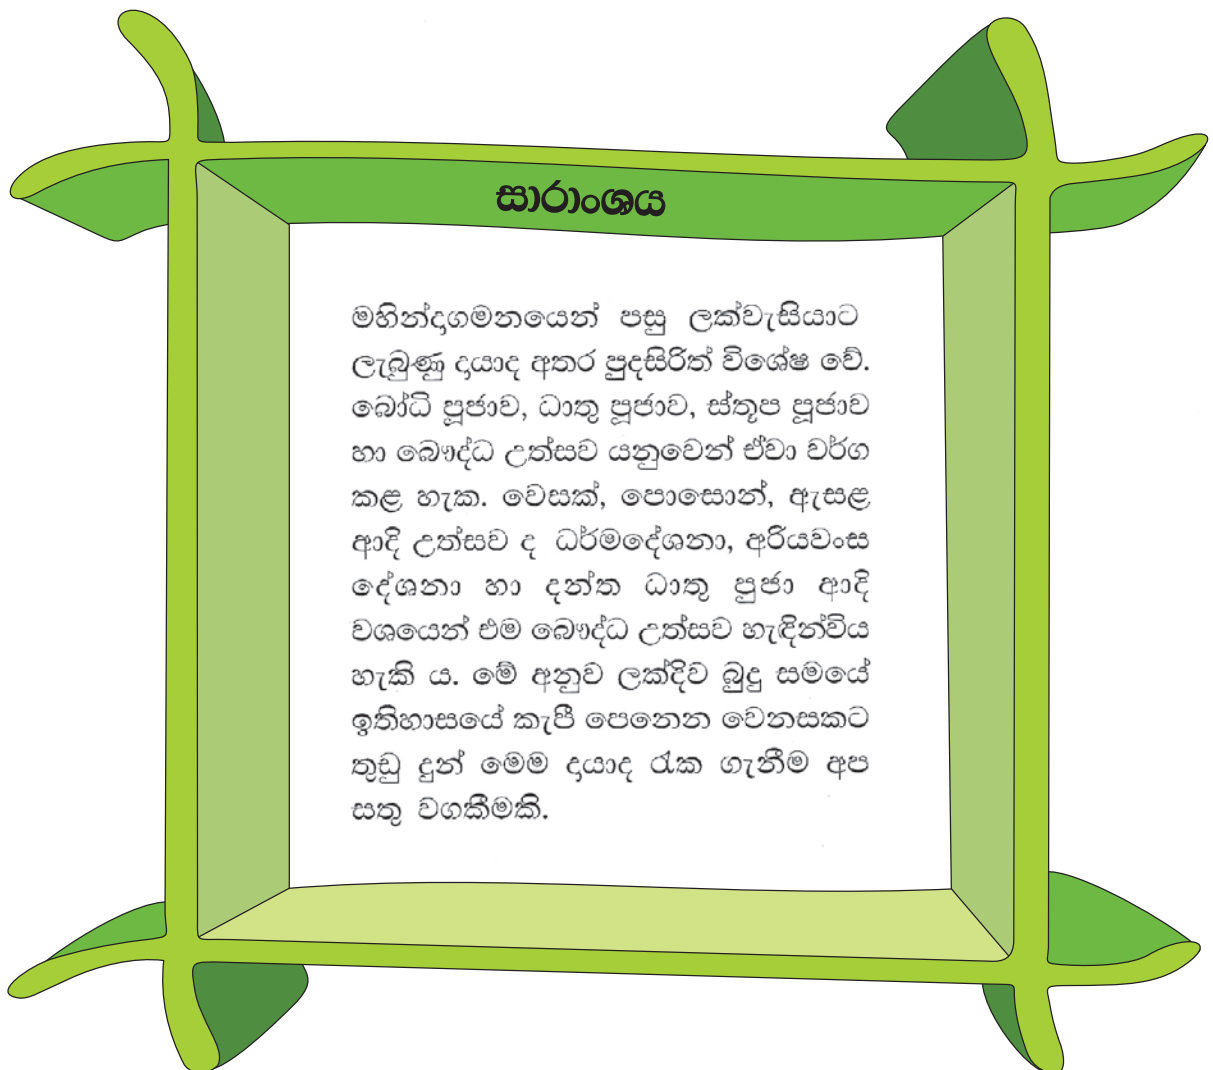 සාරාංශය
මහින්දාගමනයෙන් පසු ලක්වැසියාට
ලැබුණු දායාද අතර පුදසිරිත් විශේෂ වේ.
බෝධි පූජාව, ධාතු පූජාව, ස්තූප පූජාව
හා බෞද්ධ උත්සව යනුවෙන් ඒවා වර්ග
කළ හැක. වෙසක්, පොසොන්, ඇසළ
ආදි උත්සව ද ධර්මදේශනා, අරියවංස
දේශනා හා දන්ත ධාතු පුජා ආදි
වශයෙන් එම බෞද්ධ උත්සව හැඳින්විය
හැකි ය. මේ අනුව ලක්දිව බුදු සමයේ
ඉතිහාසයේ කැපී පෙනෙන වෙනසකට
තුඩු දුන් මෙම දායාද රැක ගැනීම අප
සතු වගකීමකි.